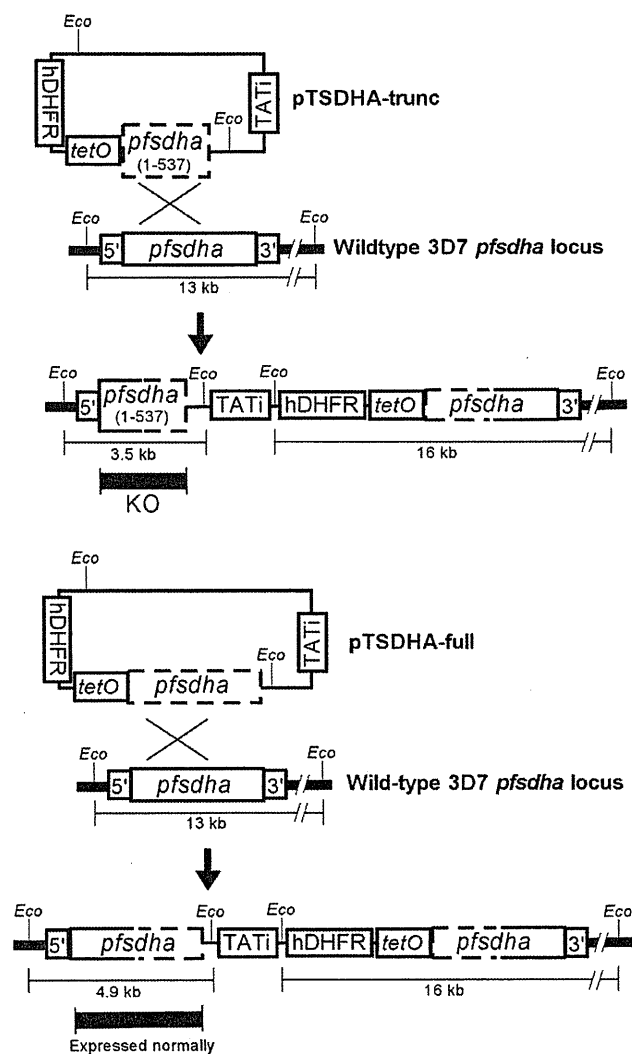 Eco
hDHFR
TATi
pTSDHA-trunc
Eco
tetO
pfsdha
(1-537)
Eco
Eco
5'
pfsdha
3'
Wildtype 3D7 pfsdha locus
13 kb
Eco
Eco
Eco
Eco
5'
pfsdha
(1-537)
TATi
hDHFR
tetO
pfsdha
3'
3.5 kb
16 kb
KO
Eco
hDHFR
TATi
pTSDHA-full
Eco
tetO
pfsdha
Eco
Eco
5'
pfsdha
3'
Wild-type 3D7 pfsdha locus
13 kb
Eco
Eco
Eco
Eco
5'
pfsdha
TATi
hDHFR
tetO
pfsdha
3'
4.9 kb
16 kb
Expressed normally